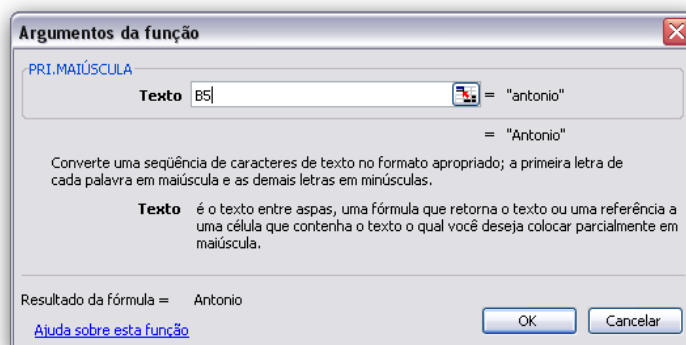 Argumentos da função
PRI.MAIÚSCULA
Texto B5 = "antonio"
= "Antonio"
Converte uma seqüência de caracteres de texto no formato apropriado; a primeira letra de
cada palavra em maiúscula e as demais letras em minúsculas.
Texto é o texto entre aspas, uma fórmula que retorna o texto ou uma referência a
uma célula que contenha o texto o qual você deseja colocar parcialmente em
maiúscula.
Resultado da fórmula = Antonio
Ajuda sobre esta função
OK Cancelar